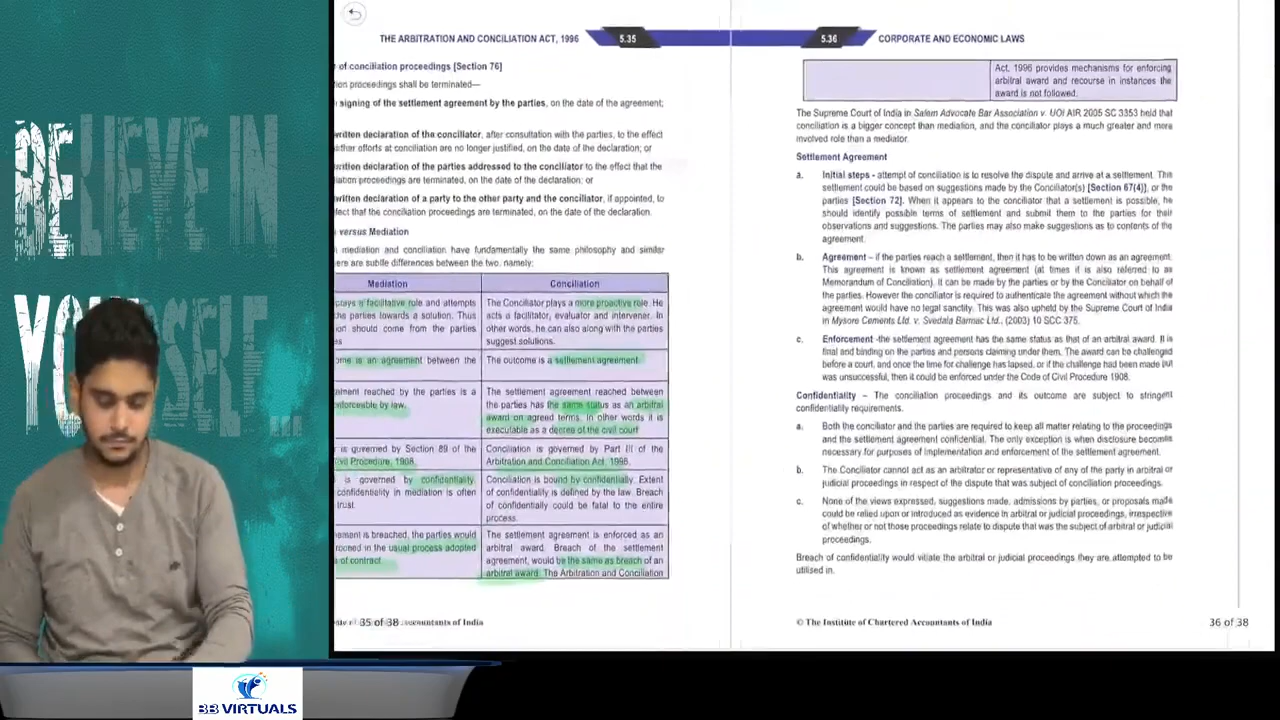 BELIEVE IN
YOURSELF...
BB VIRTUALS
THE ARBITRATION AND CONCILIATION ACT, 1996 5.35
of conciliation proceedings [Section 76]
proceedings shall be terminated—
signing of the settlement agreement by the parties, on the date of the agreement;
written declaration of the conciliator, after consultation with the parties, to the effect
efforts at conciliation are no longer justified, on the date of the declaration; or
written declaration of the parties addressed to the conciliator to the effect that the
proceedings are terminated, on the date of the declaration; or
written declaration of a party to the other party and the conciliator, if appointed, to
that the conciliation proceedings are terminated, on the date of the declaration.
versus Mediation
mediation and conciliation have fundamentally the same philosophy and similar
are subtle differences between the two, namely;
Mediation
a facilitative role and attempts
the parties towards a solution. Thus
should come from the parties
is an agreement between the
reached by the parties is a
by law.
is governed by Section 89 of the
Procedure, 1908
is governed by confidentiality.
confidentiality in mediation is often
trust.
is breached, the parties would
in the usual process adopted
of contract.
Conciliation
The Conciliator plays a more proactive role. He
acts a facilitator, evaluator and intervener. In
other words, he can also along with the parties
suggest solutions.
The outcome is a settlement agreement.
The settlement agreement reached between
the parties has the same status as an arbitral
award on agreed terms. In other words it is
executable as a decree of the civil court
Conciliation is governed by Part III of the
Arbitration and Conciliation Act, 1996.
Conciliation is bound by confidentially. Extent
of confidentially is defined by the law. Breach
of confidentially could be fatal to the entire
process.
The settlement agreement is enforced as an
arbitral award. Breach of the settlement
agreement, would be the same as breach of an
arbitral award. The Arbitration and Conciliation
35 of 38 Accountants of India
5.36 CORPORATE AND ECONOMIC LAWS
Act, 1996 provides mechanisms for enforcing
arbitral award and recourse in instances the
award is not followed.
The Supreme Court of India in Salem Advocate Bar Association v. UOI AIR 2005 SC 3353 held that
conciliation is a bigger concept than mediation, and the conciliator plays a much greater and more
involved role than a mediator.
Settlement Agreement
a. Initial steps - attempt of conciliation is to resolve the dispute and arrive at a settlement. This
settlement could be based on suggestions made by the Conciliator(s) [Section 67(4)], or the
parties [Section 72]. When it appears to the conciliator that a settlement is possible, he
should identify possible terms of settlement and submit them to the parties for their
observations and suggestions. The parties may also make suggestions as to contents of the
agreement.
b. Agreement – if the parties reach a settlement, then it has to be written down as an agreement.
This agreement is known as settlement agreement (at times it is also referred to as
Memorandum of Conciliation). It can be made by the parties or by the Conciliator on behalf of
the parties. However the conciliator is required to authenticate the agreement without which the
agreement would have no legal sanctity. This was also upheld by the Supreme Court of India
in Mysore Cements Ltd. v. Svedala Barmac Ltd., (2003) 10 SCC 375.
c. Enforcement -the settlement agreement has the same status as that of an arbitral award. It is
final and binding on the parties and persons claiming under them. The award can be challenged
before a court, and once the time for challenge has lapsed, or if the challenge had been made but
was unsuccessful, then it could be enforced under the Code of Civil Procedure 1908.
Confidentiality – The conciliation proceedings and its outcome are subject to stringent
confidentiality requirements.
a. Both the conciliator and the parties are required to keep all matter relating to the proceedings
and the settlement agreement confidential. The only exception is when disclosure becomes
necessary for purposes of implementation and enforcement of the settlement agreement.
b. The Conciliator cannot act as an arbitrator or representative of any of the party in arbitral or
judicial proceedings in respect of the dispute that was subject of conciliation proceedings.
c. None of the views expressed, suggestions made, admissions by parties, or proposals made
could be relied upon or introduced as evidence in arbitral or judicial proceedings, irrespective
of whether or not those proceedings relate to dispute that was the subject of arbitral or judicial
proceedings.
Breach of confidentiality would vitiate the arbitral or judicial proceedings they are attempted to be
utilised in.
© The Institute of Chartered Accountants of India 36 of 38